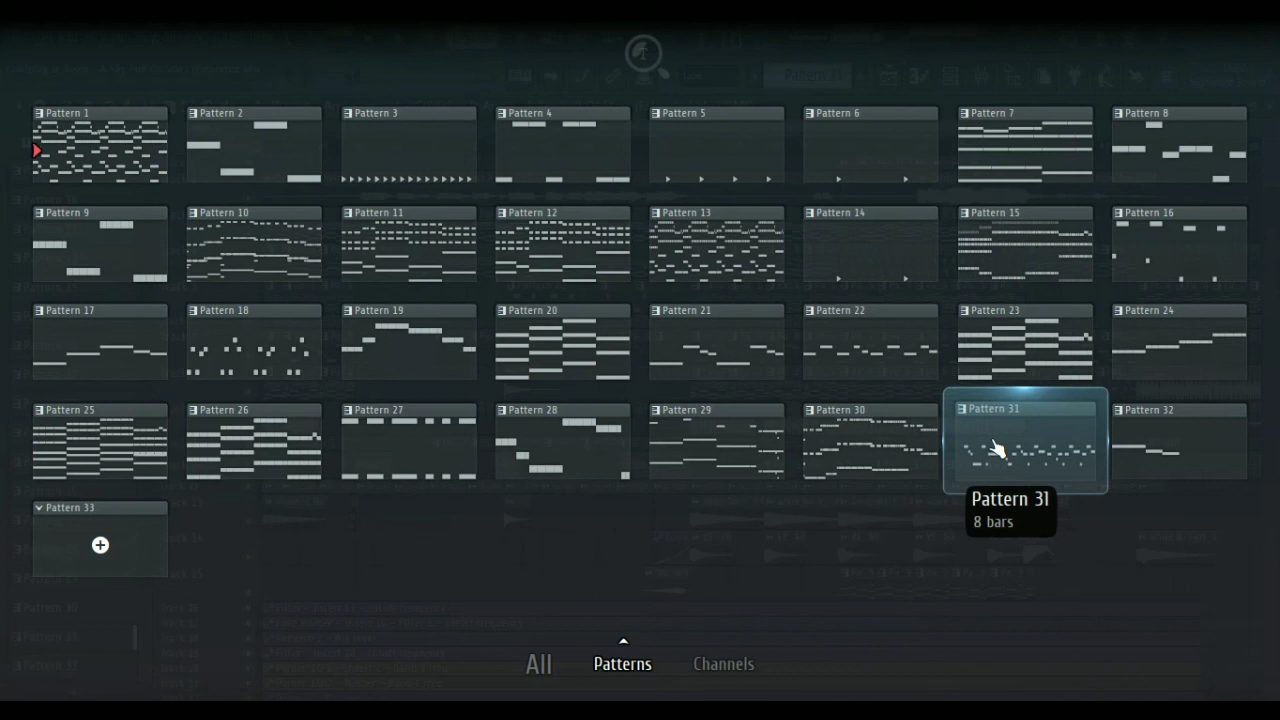 Pattern 1
Pattern 2
Pattern 3
Pattern 4
Pattern 5
Pattern 6
Pattern 7
Pattern 8
Pattern 9
Pattern 10
Pattern 11
Pattern 12
Pattern 13
Pattern 14
Pattern 15
Pattern 16
Pattern 17
Pattern 18
Pattern 19
Pattern 20
Pattern 21
Pattern 22
Pattern 23
Pattern 24
Pattern 25
Pattern 26
Pattern 27
Pattern 28
Pattern 29
Pattern 30
Pattern 31
Pattern 32
Pattern 33
Pattern 31
8 bars
All
Patterns
Channels